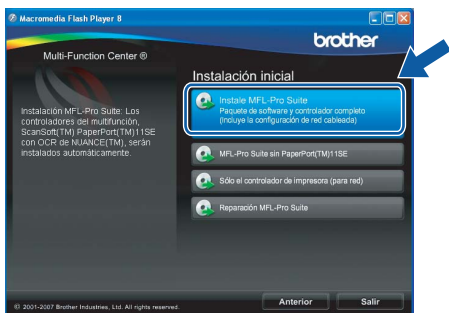 Macromedia Flash Player 8
brother
Multi-Function Center ®
Instalación inicial
Instalación MFL-Pro Suite: Los
controladores del multifunción,
ScanSoft(TM) PaperPort(TM)11SE
con OCR de NUANCE(TM), serán
instalados automáticamente.
Instale MFL-Pro Suite
Paquete de software y controlador completo
(Incluye la configuración de red cableada)
MFL-Pro Suite sin PaperPort(TM)11SE
Sólo el controlador de impresora (para red)
Reparación MFL-Pro Suite
© 2001-2007 Brother Industries, Ltd. All rights reserved.
Anterior
Salir